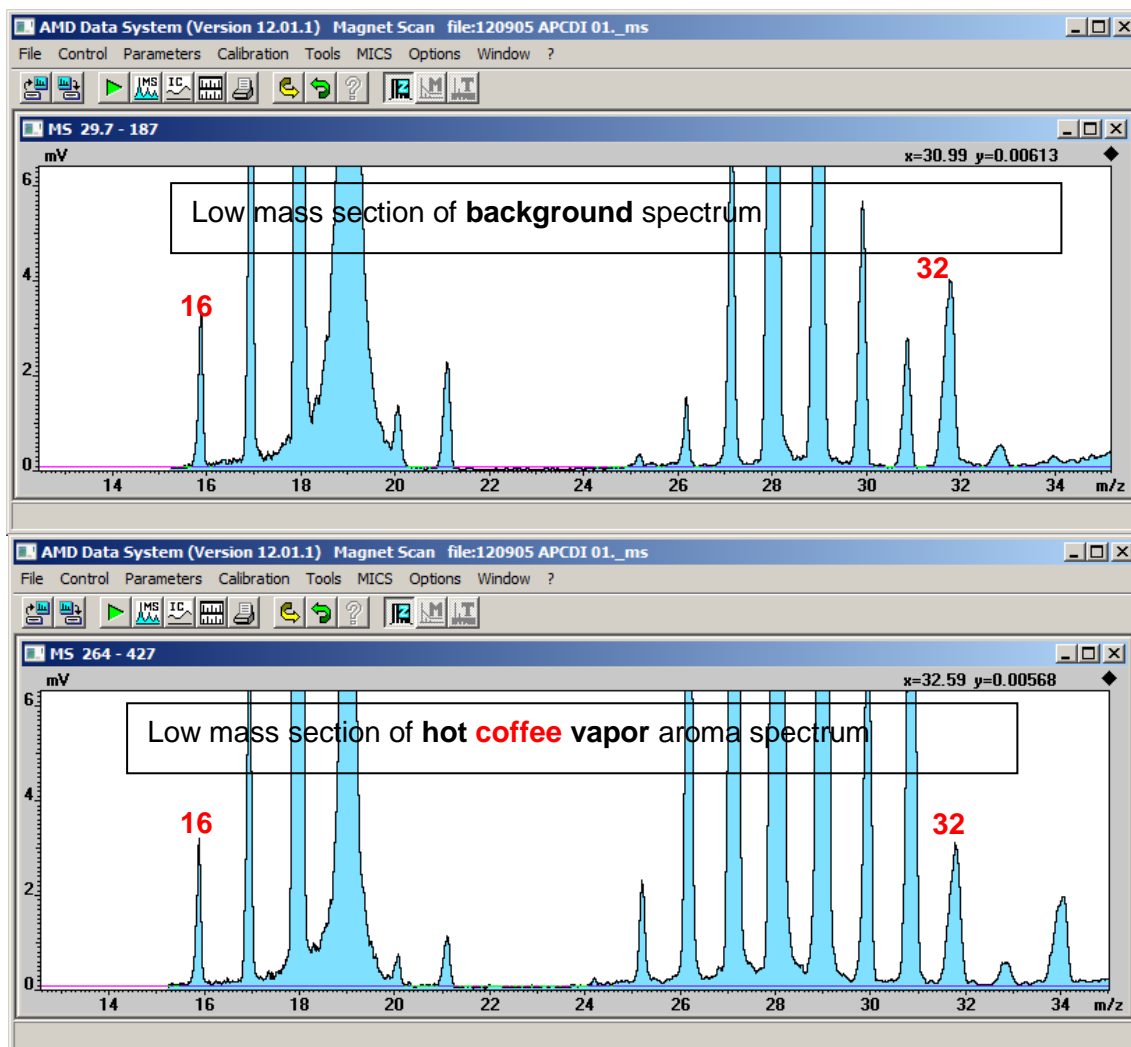 AMD Data System (Version 12.01.1) Magnet Scan file:120905 APCDI 01._ms
File Control Parameters Calibration Tools MICS Options Window ?
MS IC
MS 29.7 - 187
mV x=30.99 y=0.00613
6
Low mass section of background spectrum
4
32
16
2
0
14 16 18 20 22 24 26 28 30 32 34 m/z
AMD Data System (Version 12.01.1) Magnet Scan file:120905 APCDI 01._ms
File Control Parameters Calibration Tools MICS Options Window ?
MS IC
MS 264 - 427
mV x=32.59 y=0.00568
6
Low mass section of hot coffee vapor aroma spectrum
4
16 32
2
0
14 16 18 20 22 24 26 28 30 32 34 m/z